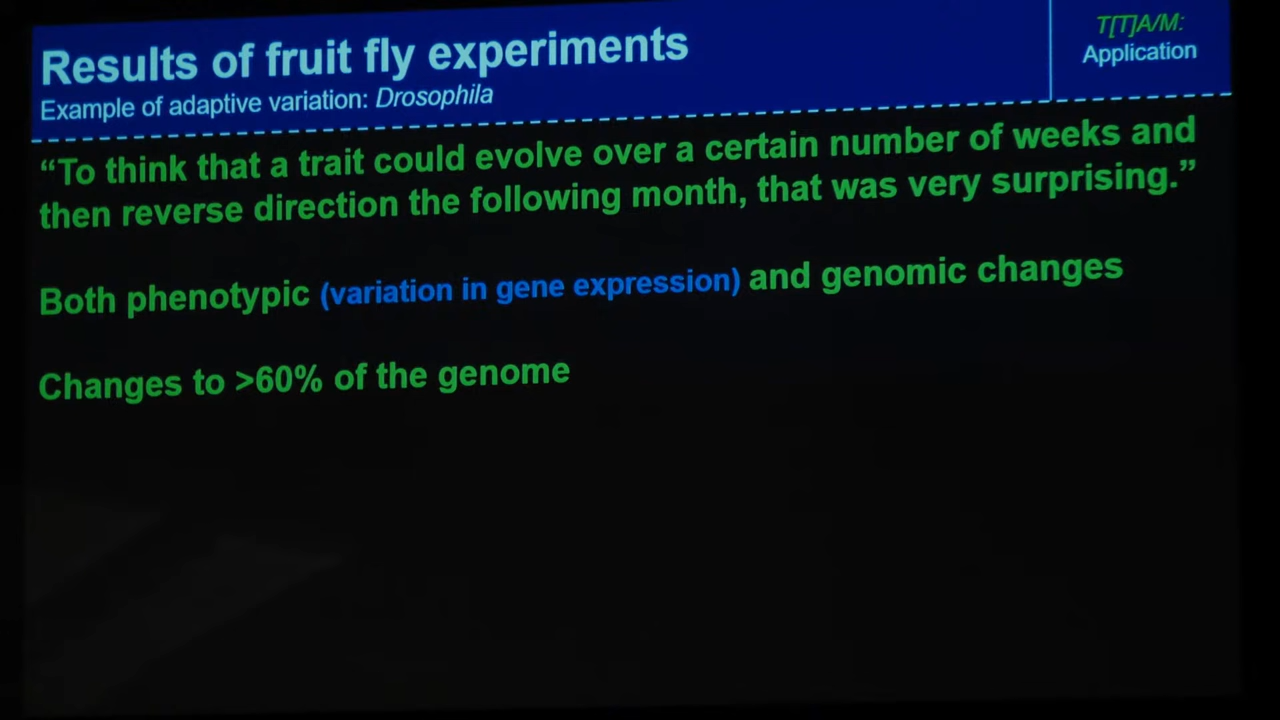 Results of fruit fly experiments
Example of adaptive variation: Drosophila
T[T]A/M:
Application
“To think that a trait could evolve over a certain number of weeks and
then reverse direction the following month, that was very surprising.”
Both phenotypic (variation in gene expression) and genomic changes
Changes to >60% of the genome